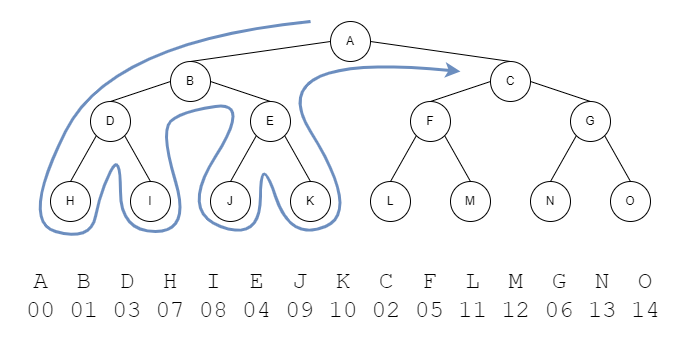 A
B
C
D
E
F
G
H
I
J
K
L
M
N
O
A B D H I E J K C F L M G N O
00 01 03 07 08 04 09 10 02 05 11 12 06 13 14